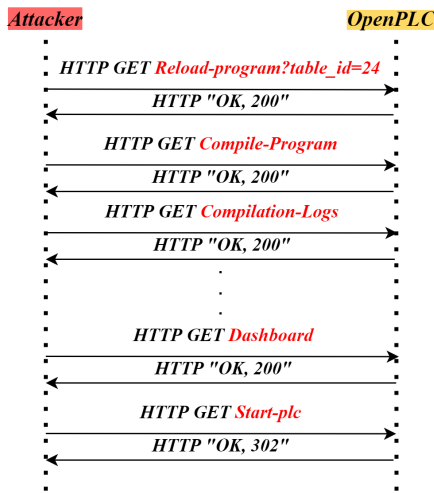 Attacker OpenPLC
HTTP GET Reload-program?table_id=24
HTTP "OK, 200"
HTTP GET Compile-Program
HTTP "OK, 200"
HTTP GET Compilation-Logs
HTTP "OK, 200"
HTTP GET Dashboard
HTTP "OK, 200"
HTTP GET Start-plc
HTTP "OK, 302"